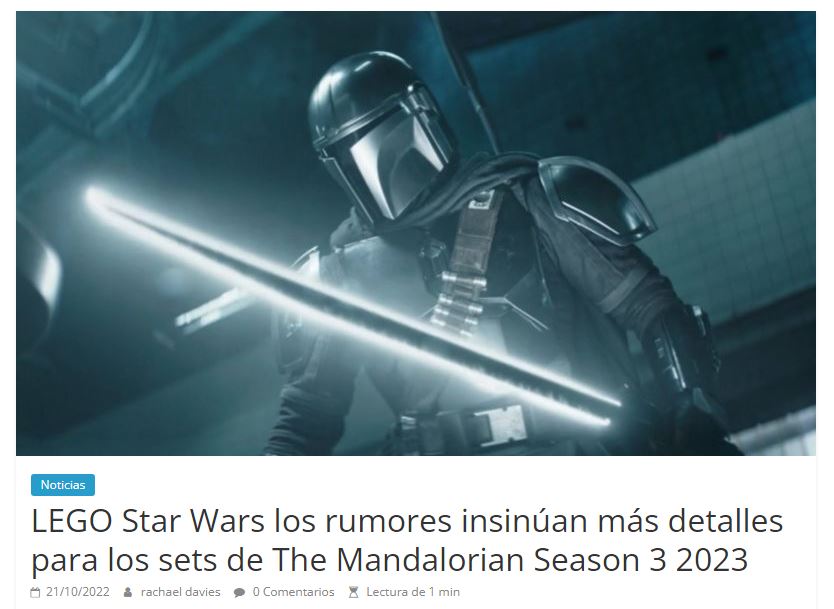 Noticias
LEGO Star Wars los rumores insinúan más detalles
para los sets de The Mandalorian Season 3 2023
21/10/2022 rachael davies 0 Comentarios Lectura de 1 min